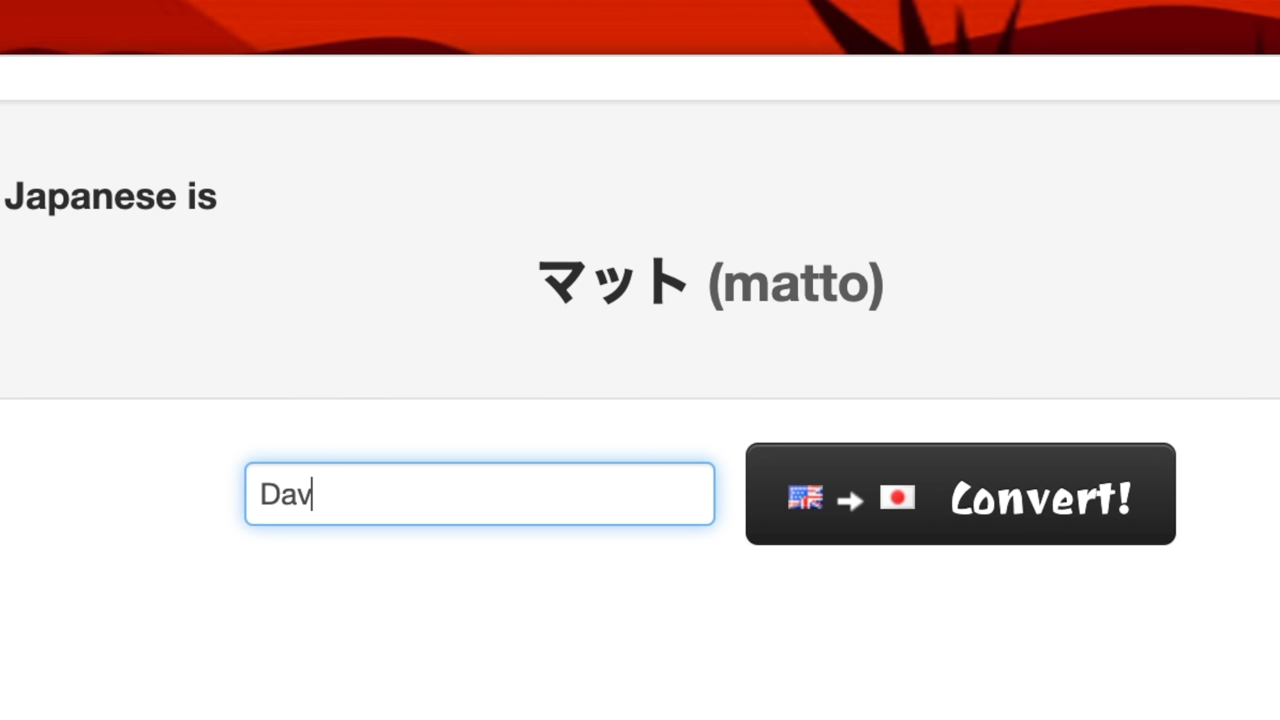 Japanese is
マット (matto)
Dav
Convert!